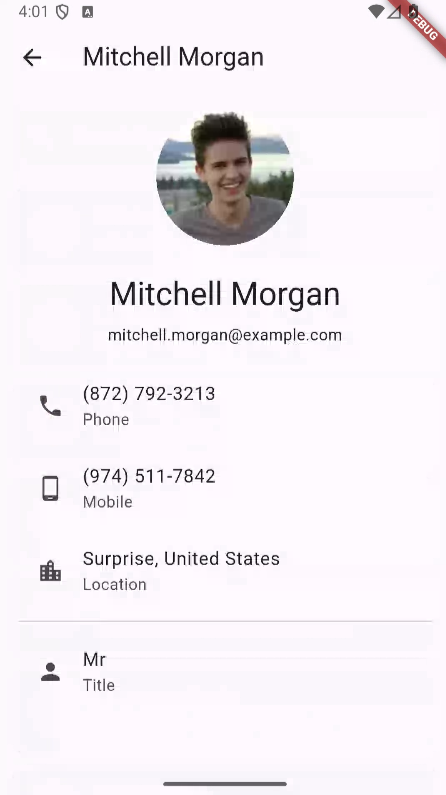 4:01
DEBUG
Mitchell Morgan
Mitchell Morgan
mitchell.morgan@example.com
(872) 792-3213
Phone
(974) 511-7842
Mobile
Surprise, United States
Location
Mr
Title